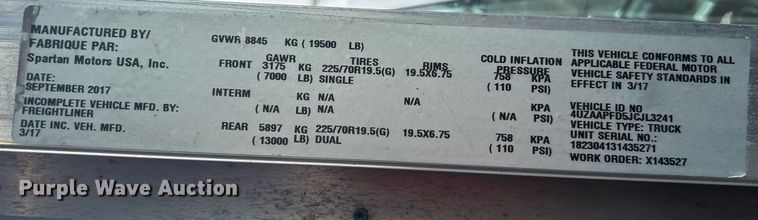 MANUFACTURED BY/
FABRIQUE PAR:
Spartan Motors USA, Inc.
DATE:
SEPTEMBER 2017
INCOMPLETE VEHICLE MFD. BY:
FREIGHTLINER
DATE INC. VEH. MFD.
3/17
GVWR 8845 KG ( 19500 LB)
GAWR TIRES RIMS COLD INFLATION
PRESSURE
FRONT 3175 KG 225/70R19.5(G) 19.5X6.75 758 KPA
( 7000 LB) SINGLE ( 110 PSI)
INTERM KG N/A N/A KPA
( N/A LB) N/A ( N/A PSI)
REAR 5897 KG 225/70R19.5(G) 19.5X6.75 758 KPA
( 13000 LB) DUAL ( 110 PSI)
THIS VEHICLE CONFORMS TO ALL
APPLICABLE FEDERAL MOTOR
VEHICLE SAFETY STANDARDS IN
EFFECT IN 3/17
VEHICLE ID NO
4UZAAPFD5JCJL3241
VEHICLE TYPE: TRUCK
UNIT SERIAL NO.:
182304131435271
WORK ORDER: X143527
Purple Wave Auction